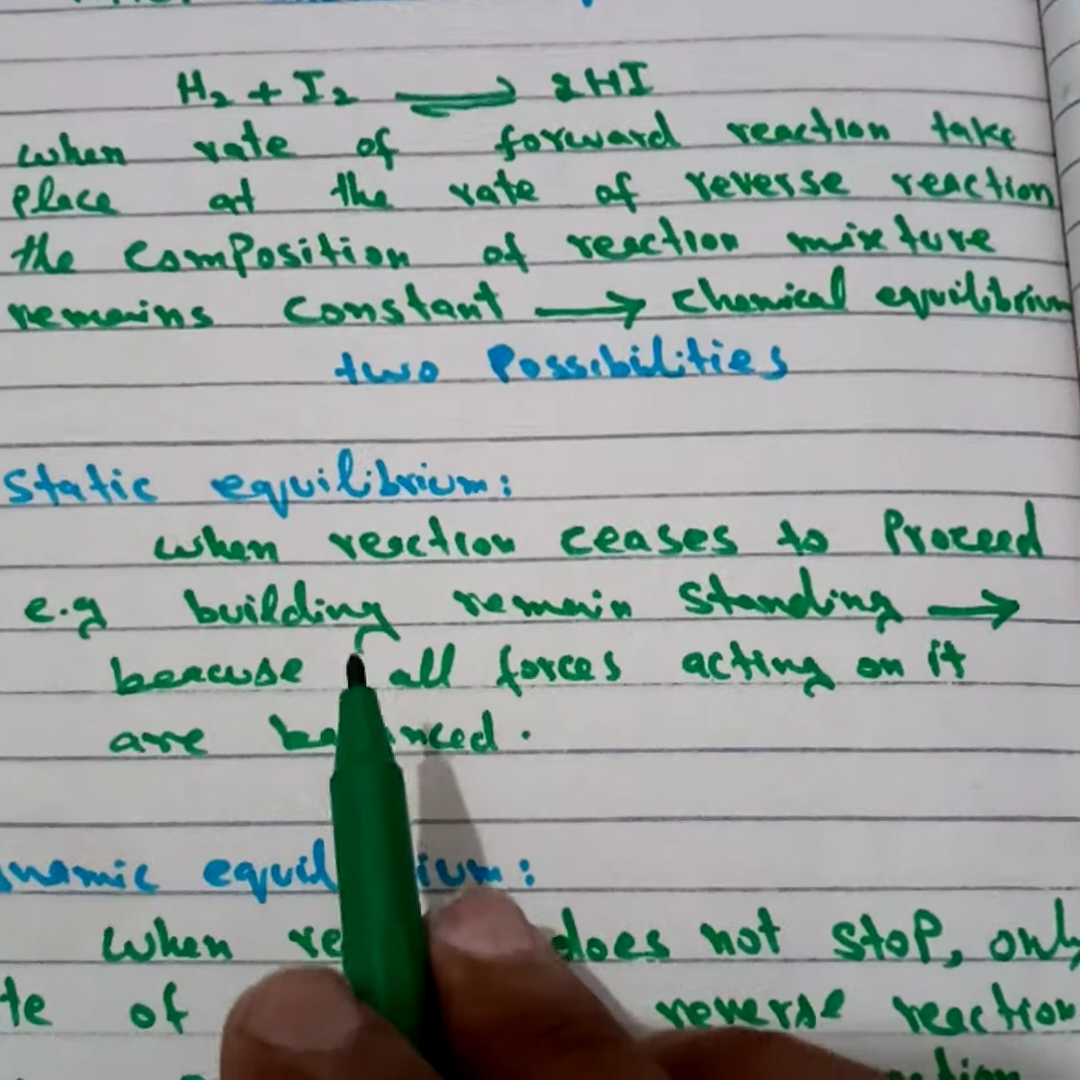 H₂ + I₂ ⇌ 2HI
when rate of forward reaction take
place at the rate of reverse reaction
the composition of reaction mixture
remains constant → chemical equilibrium
two Possibilities
Static equilibrium:
when reaction ceases to Proceed
e.g building remain standing →
beacuse all forces acting on it
are
equil
When does not stop, only
of reverse reaction